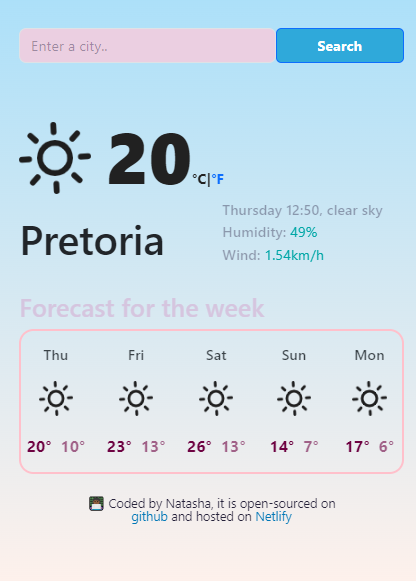 Enter a city..
Search
20 °C|°F
Pretoria
Thursday 12:50, clear sky
Humidity: 49%
Wind: 1.54km/h
Forecast for the week
Thu Fri Sat Sun Mon
20° 10° 23° 13° 26° 13° 14° 7° 17° 6°
Coded by Natasha, it is open-sourced on
github and hosted on Netlify